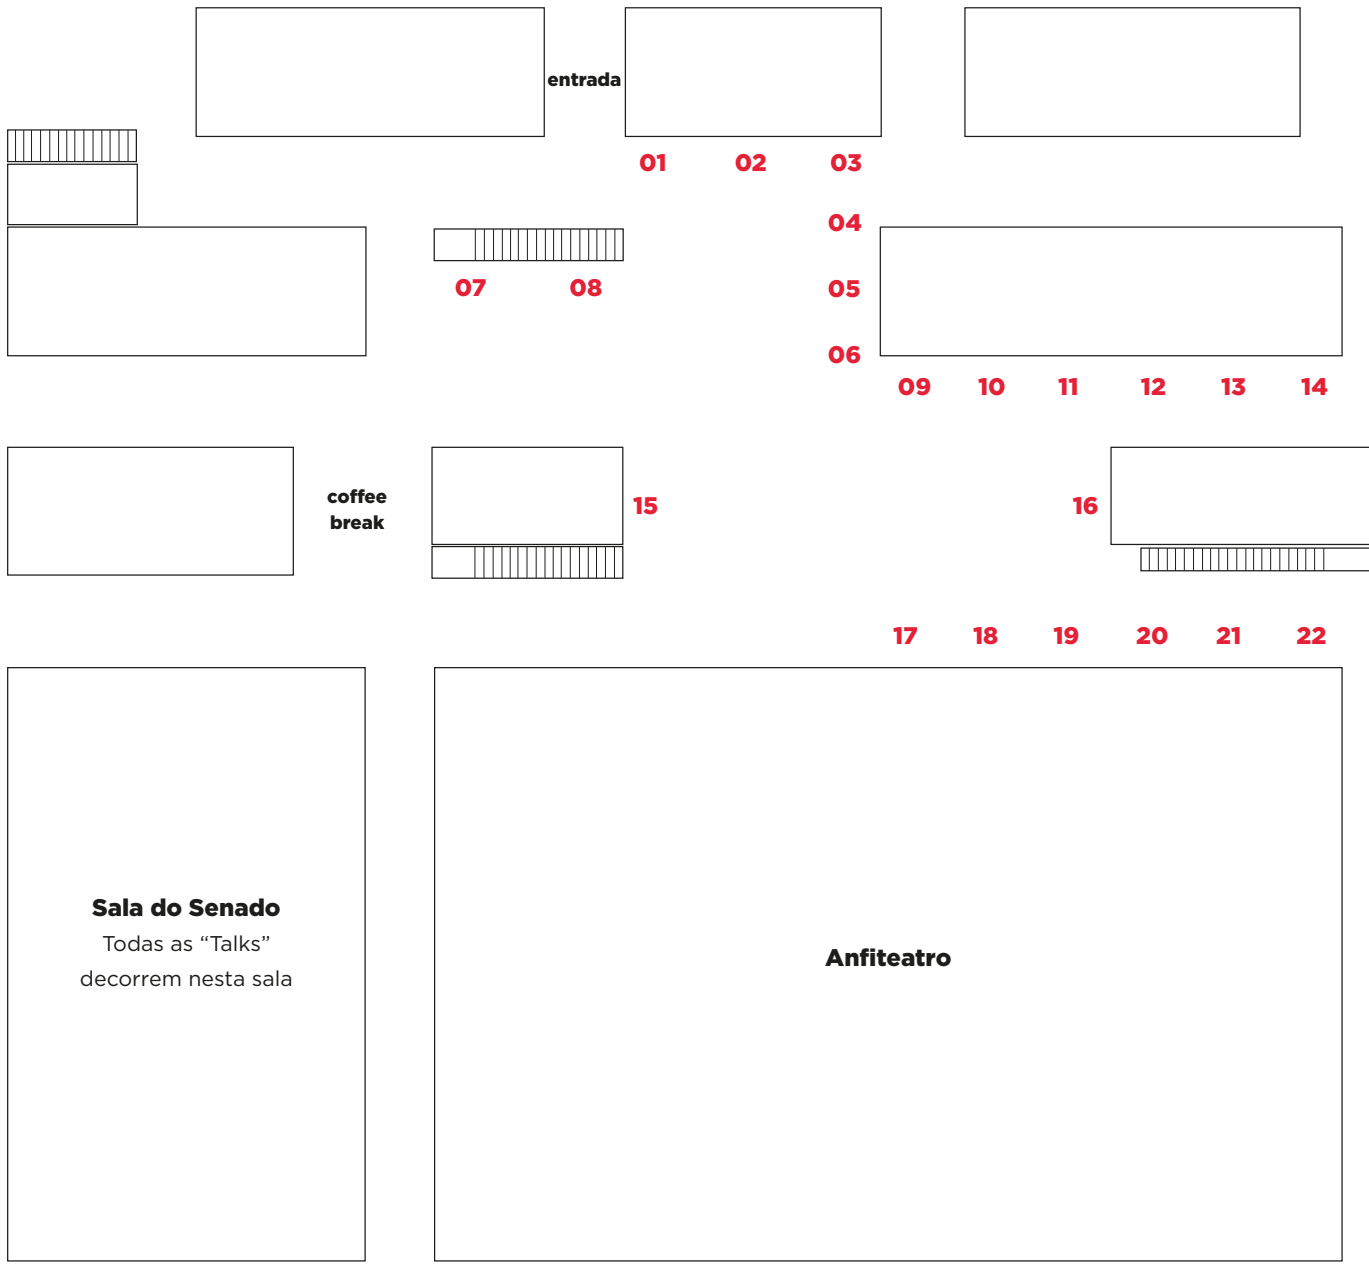 entrada
01 02 03
04
07 08 05
06
09 10 11 12 13 14
coffee
break
15 16
17 18 19 20 21 22
Sala do Senado
Todas as “Talks”
decorrem nesta sala
Anfiteatro